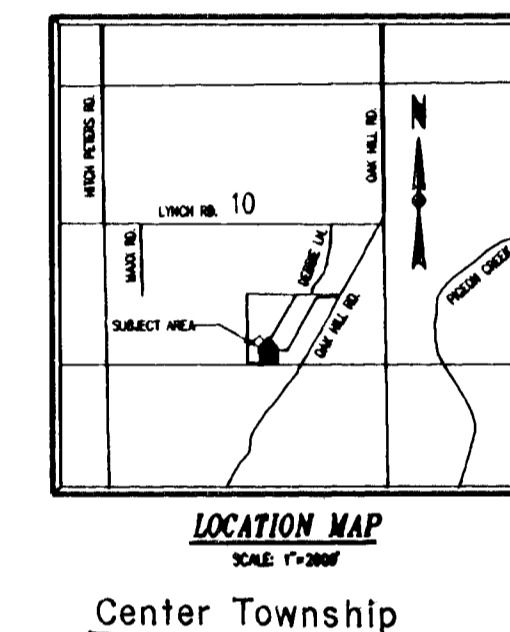 HITCH PETERS RD.
OAK HILL RD.
N
LYNCH RD. 10
MAXX RD.
DEBBIE LN.
PIGEON CREEK
SUBJECT AREA
OAK HILL RD.
LOCATION MAP
SCALE: 1"=2000'
Center Township